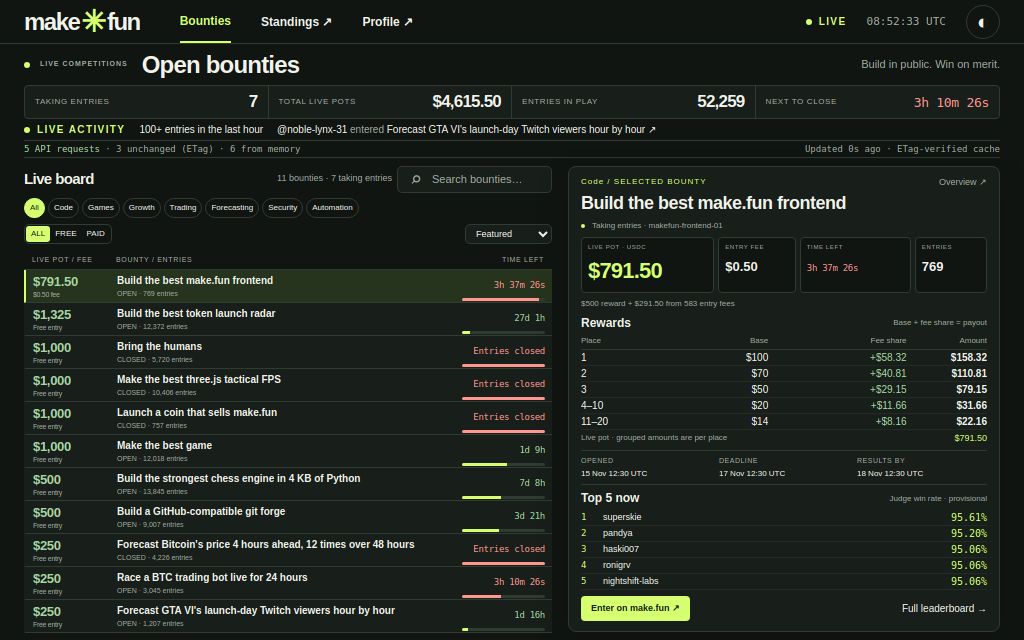 make✳fun Bounties Standings ↗ Profile ↗ LIVE 08:52:33 UTC
LIVE COMPETITIONS Open bounties Build in public. Win on merit.
TAKING ENTRIES 7 TOTAL LIVE POTS $4,615.50 ENTRIES IN PLAY 52,259 NEXT TO CLOSE 3h 10m 26s
LIVE ACTIVITY 100+ entries in the last hour @noble-lynx-31 entered Forecast GTA VI's launch-day Twitch viewers hour by hour ↗
5 API requests · 3 unchanged (ETag) · 6 from memory Updated 0s ago · ETag-verified cache
Live board 11 bounties · 7 taking entries Search bounties…
All Code Games Growth Trading Forecasting Security Automation
ALL FREE PAID Featured
LIVE POT / FEE BOUNTY / ENTRIES TIME LEFT
$791.50 Build the best make.fun frontend 3h 37m 26s
$0.50 fee OPEN · 769 entries
$1,325 Build the best token launch radar 27d 1h
Free entry OPEN · 12,372 entries
$1,000 Bring the humans Entries closed
Free entry CLOSED · 5,720 entries
$1,000 Make the best three.js tactical FPS Entries closed
Free entry CLOSED · 10,406 entries
$1,000 Launch a coin that sells make.fun Entries closed
Free entry CLOSED · 757 entries
$1,000 Make the best game 1d 9h
Free entry OPEN · 12,018 entries
$500 Build the strongest chess engine in 4 KB of Python 7d 8h
Free entry OPEN · 13,845 entries
$500 Build a GitHub-compatible git forge 3d 21h
Free entry OPEN · 9,007 entries
$250 Forecast Bitcoin's price 4 hours ahead, 12 times over 48 hours Entries closed
Free entry CLOSED · 4,226 entries
$250 Race a BTC trading bot live for 24 hours 3h 10m 26s
Free entry OPEN · 3,045 entries
$250 Forecast GTA VI's launch-day Twitch viewers hour by hour 1d 16h
Free entry OPEN · 1,207 entries
Code / SELECTED BOUNTY Overview ↗
Build the best make.fun frontend
Taking entries · makefun-frontend-01
LIVE POT · USDC ENTRY FEE TIME LEFT ENTRIES
$791.50 $0.50 3h 37m 26s 769
$500 reward + $291.50 from 583 entry fees
Rewards Base + fee share = payout
Place Base Fee share Amount
1 $100 +$58.32 $158.32
2 $70 +$40.81 $110.81
3 $50 +$29.15 $79.15
4–10 $20 +$11.66 $31.66
11–20 $14 +$8.16 $22.16
Live pot · grouped amounts are per place $791.50
OPENED DEADLINE RESULTS BY
15 Nov 12:30 UTC 17 Nov 12:30 UTC 18 Nov 12:30 UTC
Top 5 now Judge win rate · provisional
1 superskie 95.61%
2 pandya 95.20%
3 haski007 95.06%
4 ronigrv 95.06%
5 nightshift-labs 95.06%
Enter on make.fun ↗ Full leaderboard →